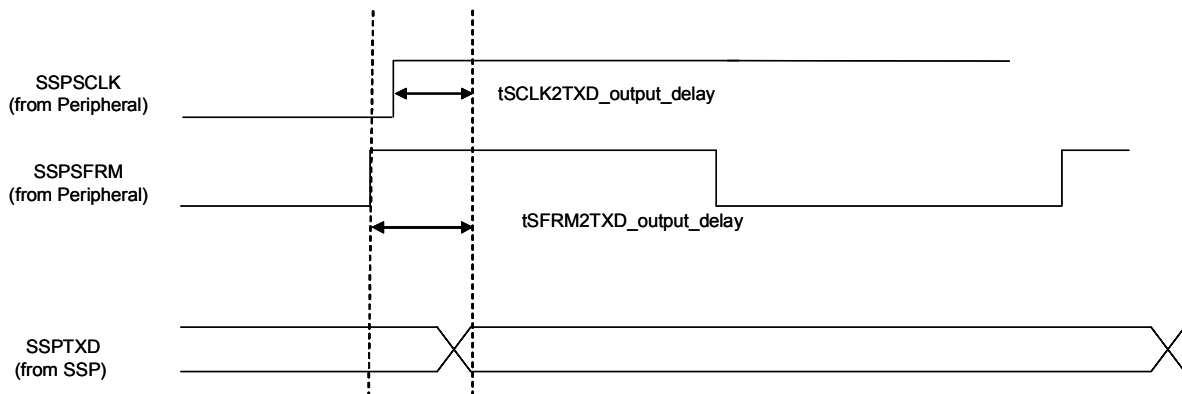 SSPSCLK
(from Peripheral)
tSCLK2TXD_output_delay
SSPSFRM
(from Peripheral)
tSFRM2TXD_output_delay
SSPTXD
(from SSP)